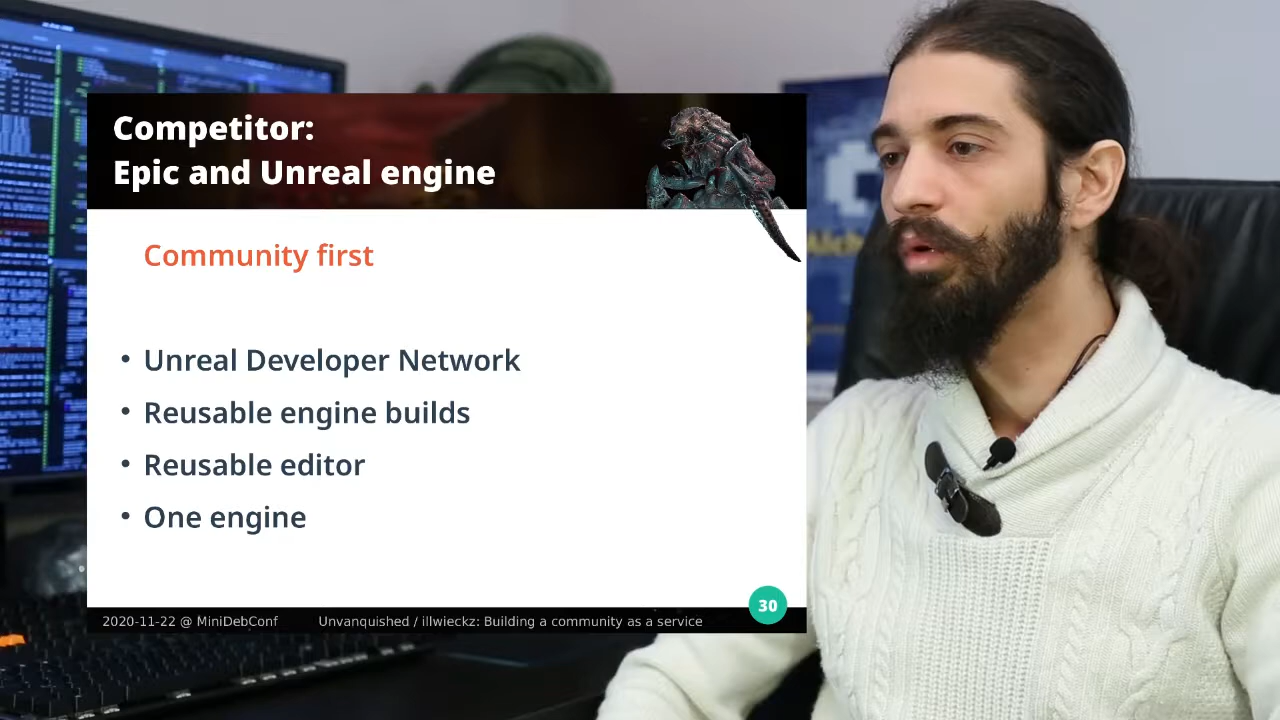 Competitor:
Epic and Unreal engine
Community first
• Unreal Developer Network
• Reusable engine builds
• Reusable editor
• One engine
30
2020-11-22 @ MiniDebConf
Unvanquished / illwieckz: Building a community as a service